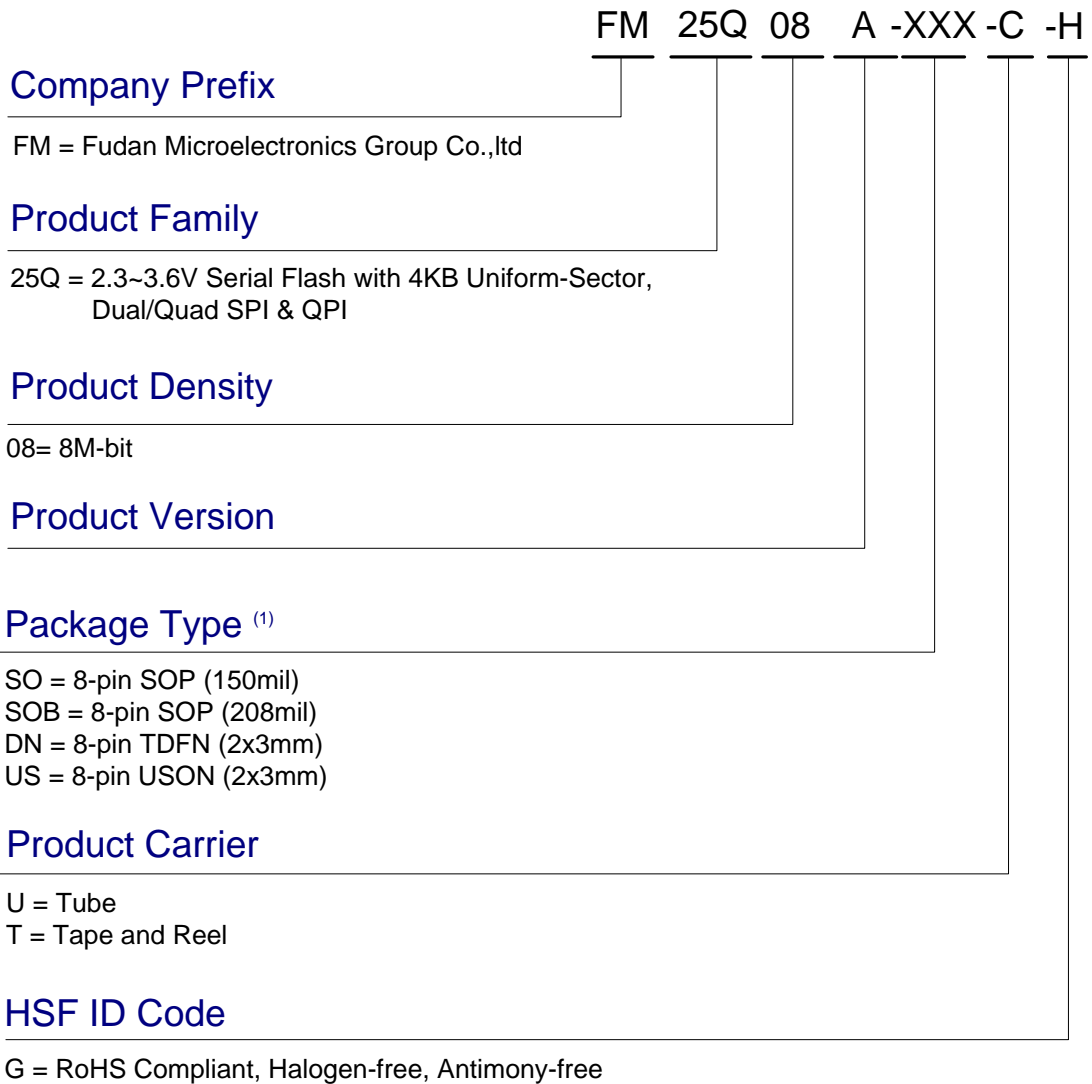 FM 25Q 08 A -XXX -C -H
Company Prefix
FM = Fudan Microelectronics Group Co.,ltd
Product Family
25Q = 2.3~3.6V Serial Flash with 4KB Uniform-Sector,
Dual/Quad SPI & QPI
Product Density
08= 8M-bit
Product Version
Package Type (1)
SO = 8-pin SOP (150mil)
SOB = 8-pin SOP (208mil)
DN = 8-pin TDFN (2x3mm)
US = 8-pin USON (2x3mm)
Product Carrier
U = Tube
T = Tape and Reel
HSF ID Code
G = RoHS Compliant, Halogen-free, Antimony-free